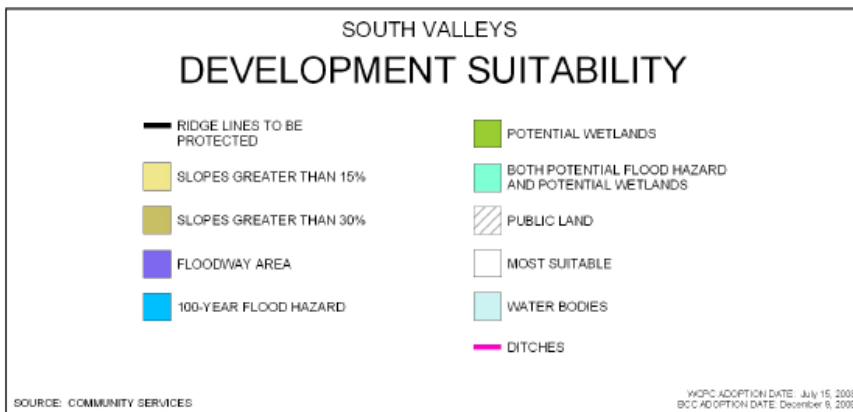 SOUTH VALLEYS
DEVELOPMENT SUITABILITY
RIDGE LINES TO BE
PROTECTED
SLOPES GREATER THAN 15%
SLOPES GREATER THAN 30%
FLOODWAY AREA
100-YEAR FLOOD HAZARD
POTENTIAL WETLANDS
BOTH POTENTIAL FLOOD HAZARD
AND POTENTIAL WETLANDS
PUBLIC LAND
MOST SUITABLE
WATER BODIES
DITCHES
SOURCE: COMMUNITY SERVICES
WCPC ADOPTION DATE: July 15, 2008
BCC ADOPTION DATE: December 9, 2008